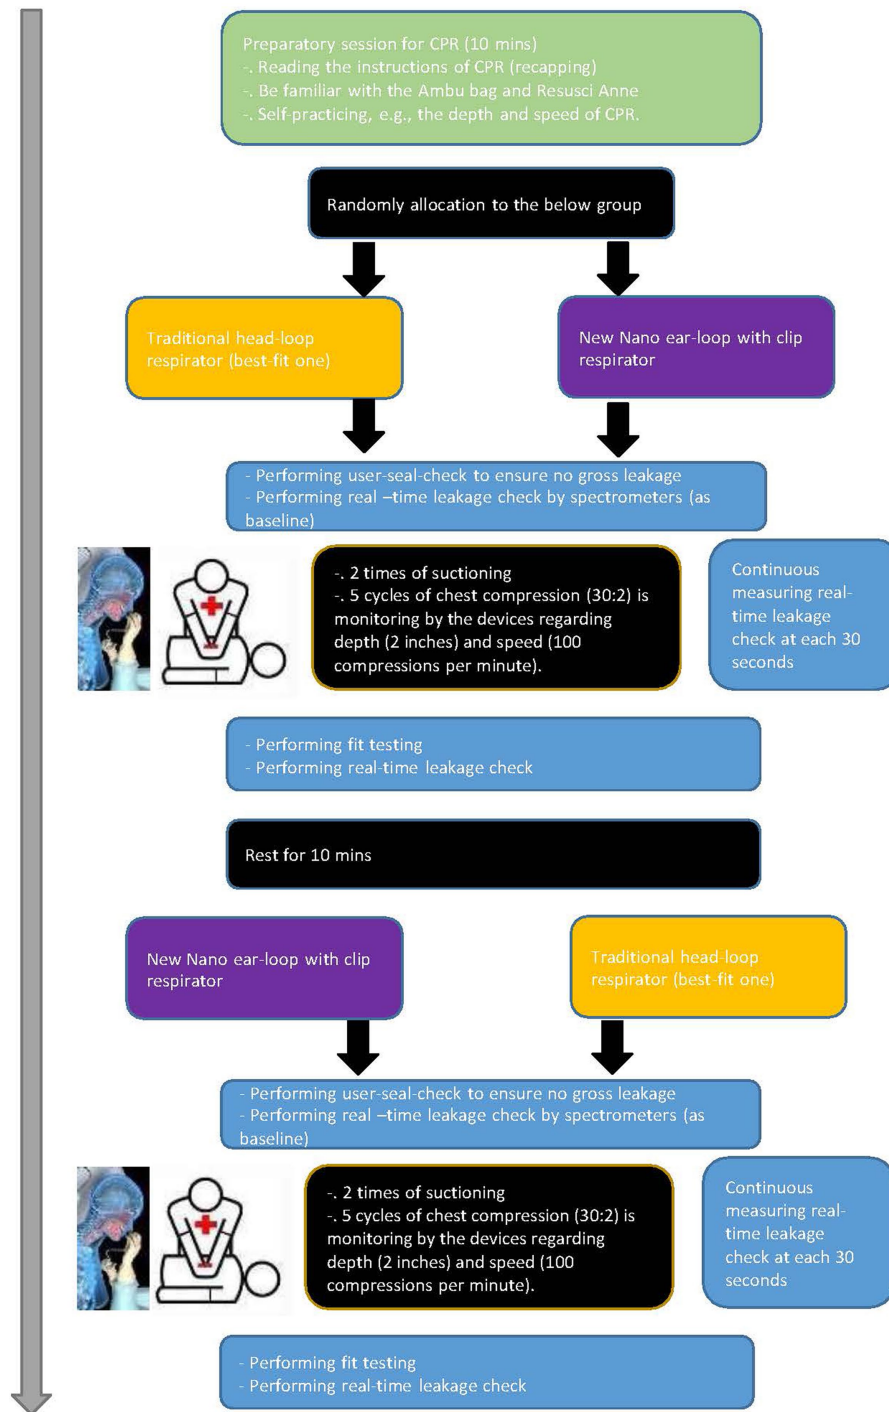 Preparatory session for CPR (10 mins)
-. Reading the instructions of CPR (recapping)
-. Be familiar with the Ambu bag and Resusci Anne
-. Self-practicing, e.g., the depth and speed of CPR.
Randomly allocation to the below group
Traditional head-loop
respirator (best-fit one)
New Nano ear-loop with clip
respirator
- Performing user-seal-check to ensure no gross leakage
- Performing real –time leakage check by spectrometers (as
baseline)
-. 2 times of suctioning
-. 5 cycles of chest compression (30:2) is
monitoring by the devices regarding
depth (2 inches) and speed (100
compressions per minute).
Continuous
measuring real-
time leakage
check at each 30
seconds
- Performing fit testing
- Performing real-time leakage check
Rest for 10 mins
New Nano ear-loop with clip
respirator
Traditional head-loop
respirator (best-fit one)
- Performing user-seal-check to ensure no gross leakage
- Performing real –time leakage check by spectrometers (as
baseline)
-. 2 times of suctioning
-. 5 cycles of chest compression (30:2) is
monitoring by the devices regarding
depth (2 inches) and speed (100
compressions per minute).
Continuous
measuring real-
time leakage
check at each 30
seconds
- Performing fit testing
- Performing real-time leakage check